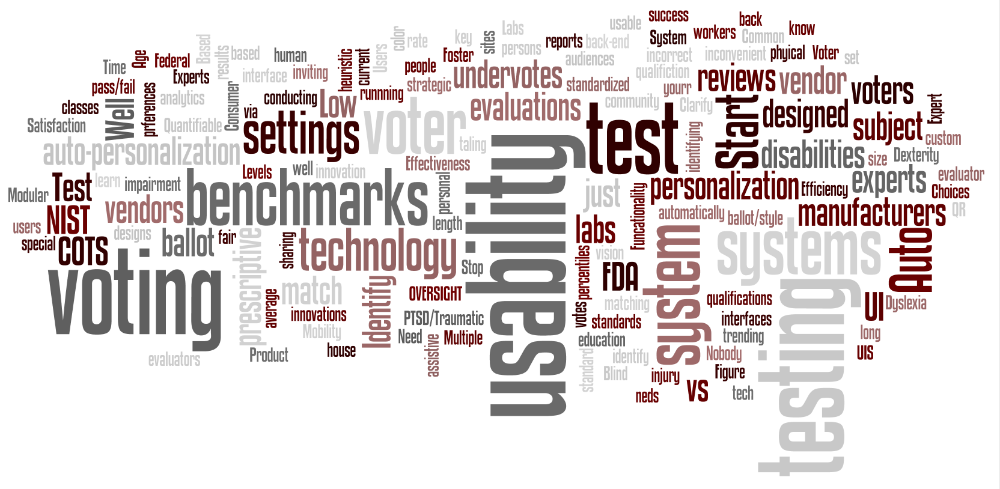 success
back
usable
System
workers
Common
know
color
rate
key
sites
Labs
persons
reports
back-end
Based
results
based
human
heuristic
current
Users
people
Foster
audiences
incorrect
inconvenient
phyical
Voter
set
Time
Age
Federal
Experts
interface
inviting
strategic
undervotes
standardized
qualifiction
yourr
reviews
vendor
voters
pass/fail
prferences
analytics
Consumer
conducting
Low
runnning
voter
evaluations
community
Clarify
Start
designed
Expert
classes
Well
via
settings
test
subject
Satisfaction
Quantifiable
taling
identifying
disabilities
custom
auto-personalization
Effectiveness
size
Dexterity
Levels
well
innovation
personal
usability
just
Funcationality
personalization
Efficiency
experts
evaluator
Modular
Test
learn
impairment
benchmarks
Choices
NIST
vendors
length
automatically
ballot/style
manufacturers
QR
users
designs
ballot
fair
prescriptive
sharing
technology
labs
system
systems
Auto
special
COTS
Stop
percentiles
vision
FDA
voting
average
match
Identify
OVERSIGHT
matching
qualifications
testing
UI
Dyslexia
innovations
PTSD/Traumatic
votes
standards
interfaces
Mobility
Need
Multiple
education
trending
long
evaluators
Product
house
assistive
standard
identify
Nobody
UIS
Blind
injury
Figure
neds
vs
tech